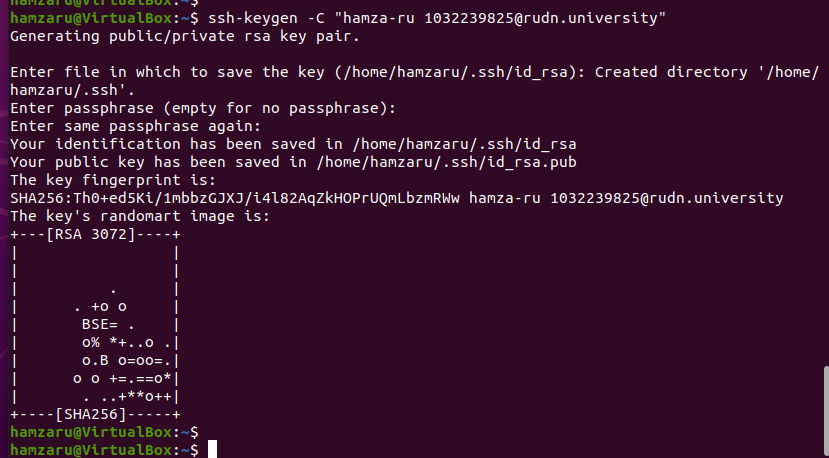 hamzaru@VirtualBox:~$
hamzaru@VirtualBox:~$ ssh-keygen -C "hamza-ru 1032239825@rudn.university"
Generating public/private rsa key pair.
Enter file in which to save the key (/home/hamzaru/.ssh/id_rsa): Created directory '/home/
hamzaru/.ssh'.
Enter passphrase (empty for no passphrase):
Enter same passphrase again:
Your identification has been saved in /home/hamzaru/.ssh/id_rsa
Your public key has been saved in /home/hamzaru/.ssh/id_rsa.pub
The key fingerprint is:
SHA256:Th0+ed5Ki/1mbbzGJXJ/i4l82AqZkHOPrUQmLbzmRWw hamza-ru 1032239825@rudn.university
The key's randomart image is:
+---[RSA 3072]----+
|                 |
|                 |
|          .      |
|      . +o o     |
|       BSE= .    |
|       o% *+..o .|
|       o.B o=oo=.|
|      o o +=.==o*|
|       . ..+**o++|
+----[SHA256]-----+
hamzaru@VirtualBox:~$
hamzaru@VirtualBox:~$